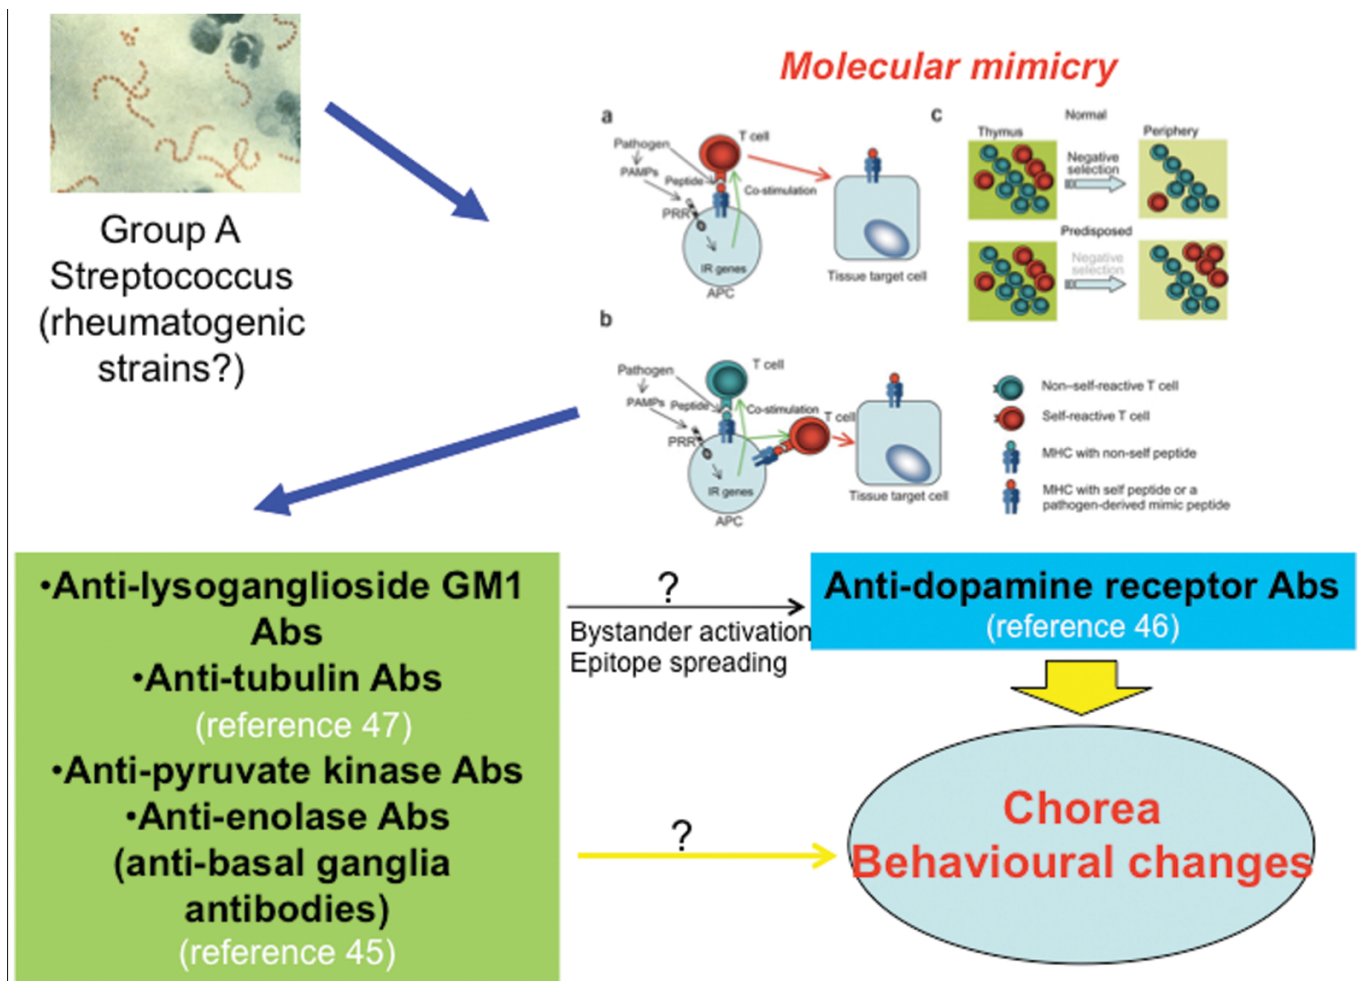 Group A
Streptococcus
(rheumatogenic
strains?)
Molecular mimicry
a
Pathogen
PAMPs
PRR
Peptide
T cell
Co-stimulation
IR genes
APC
Tissue target cell
c
Normal
Thymus
Periphery
Negative
selection
Predisposed
Negative
selection
b
Pathogen
PAMPs
PRR
Peptide
T cell
Co-stimulation
T cell
IR genes
APC
Tissue target cell
Non–self-reactive T cell
Self-reactive T cell
MHC with non-self peptide
MHC with self peptide or a
pathogen-derived mimic peptide
•Anti-lysoganglioside GM1
Abs
•Anti-tubulin Abs
(reference 47)
•Anti-pyruvate kinase Abs
•Anti-enolase Abs
(anti-basal ganglia
antibodies)
(reference 45)
?
Bystander activation
Epitope spreading
Anti-dopamine receptor Abs
(reference 46)
?
Chorea
Behavioural changes